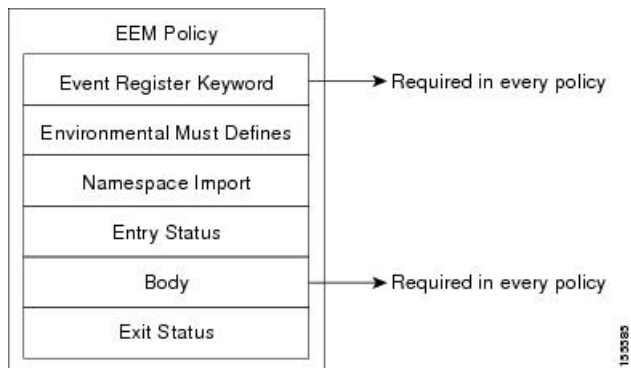 EEM Policy
Event Register Keyword
Required in every policy
Environmental Must Defines
Namespace Import
Entry Status
Body
Required in every policy
Exit Status
155585